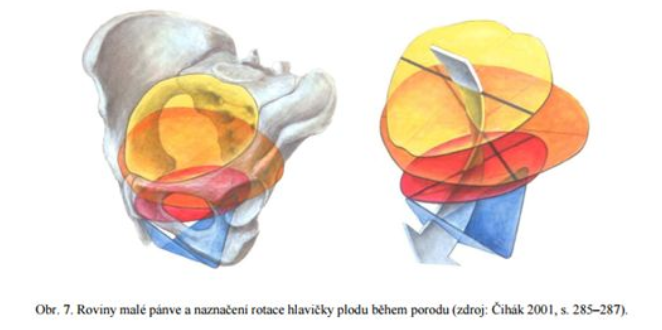 Obr. 7. Roviny malé pánve a naznačení rotace hlavičky plodu během porodu (zdroj: Čihák 2001, s. 285–287).